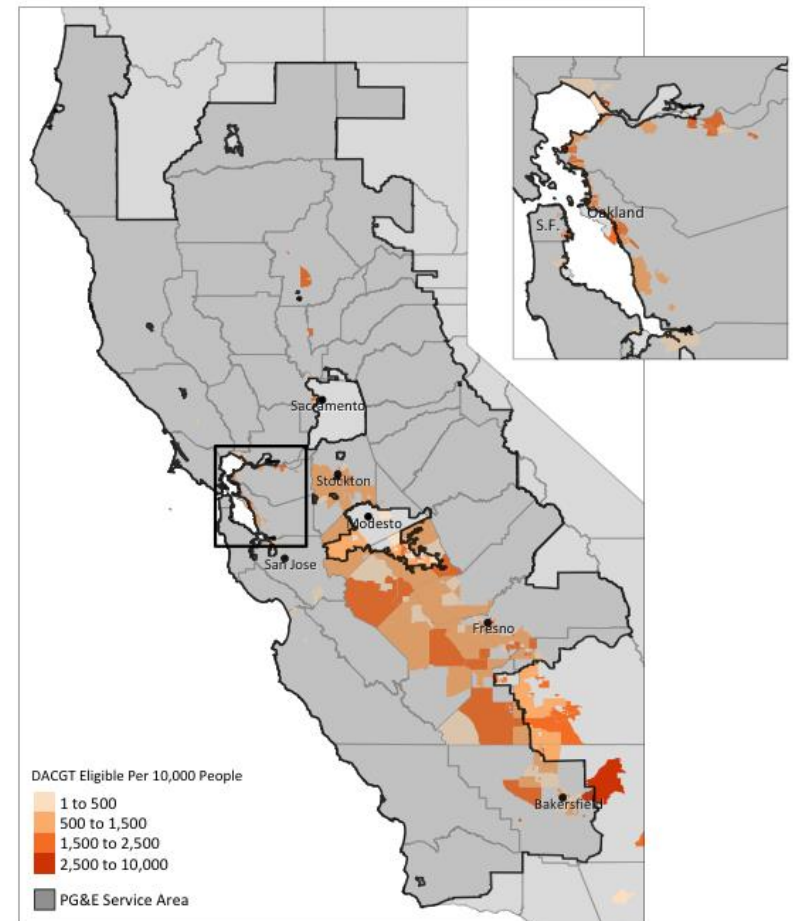 S.F.
Oakland
Sacramento
Stockton
Modesto
San Jose
Fresno
Bakersfield
DACGT Eligible Per 10,000 People
1 to 500
500 to 1,500
1,500 to 2,500
2,500 to 10,000
PG&E Service Area